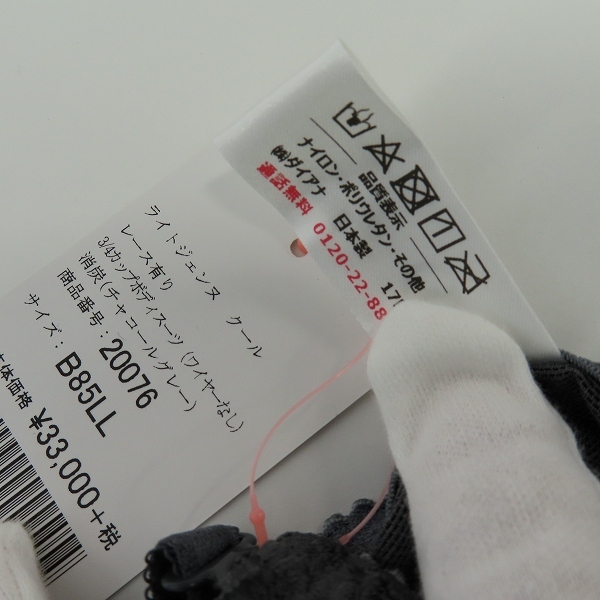 ライトジェンヌ クール
レース有り
3/4カップボディスーツ (ワイヤーなし)
消炭(チャコールグレー)
商品番号: 20076
サイズ: B85LL
体価格 ¥33,000+税
品質表示
ナイロン・ポリウレタン・その他
㈱ダイアナ 日本製
通話無料 0120-22-88